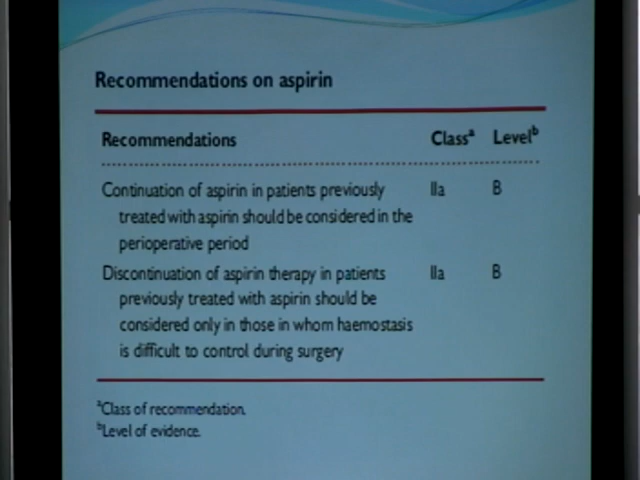 Recommendations on aspirin
Recommendations Classᵃ Levelᵇ
Continuation of aspirin in patients previously IIa B
treated with aspirin should be considered in the
perioperative period
Discontinuation of aspirin therapy in patients IIa B
previously treated with aspirin should be
considered only in those in whom haemostasis
is difficult to control during surgery
ᵃClass of recommendation.
ᵇLevel of evidence.